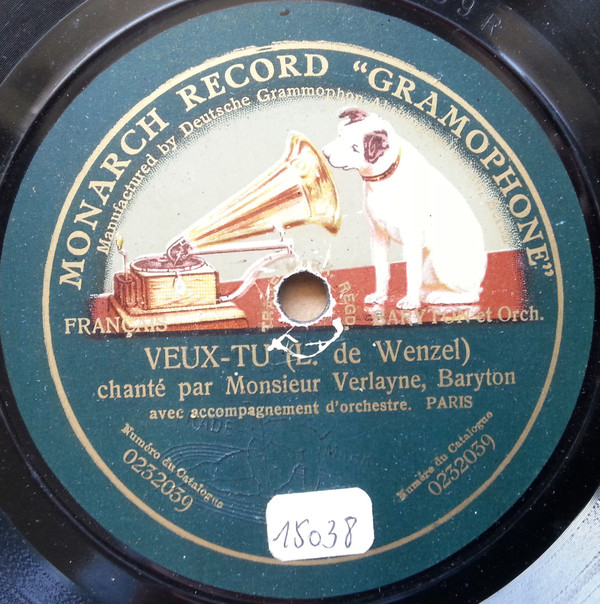 MONARCH RECORD "GRAMOPHONE"
Manufactured by Deutsche Grammophon
FRANÇAIS
BARYTON et Orch.
VEUX-TU (L. de Wenzel)
chanté par Monsieur Verlayne, Baryton
avec accompagnement d'orchestre. PARIS
Numéro du Catalogue
0232039
Numéro du Catalogue
0232039
15038